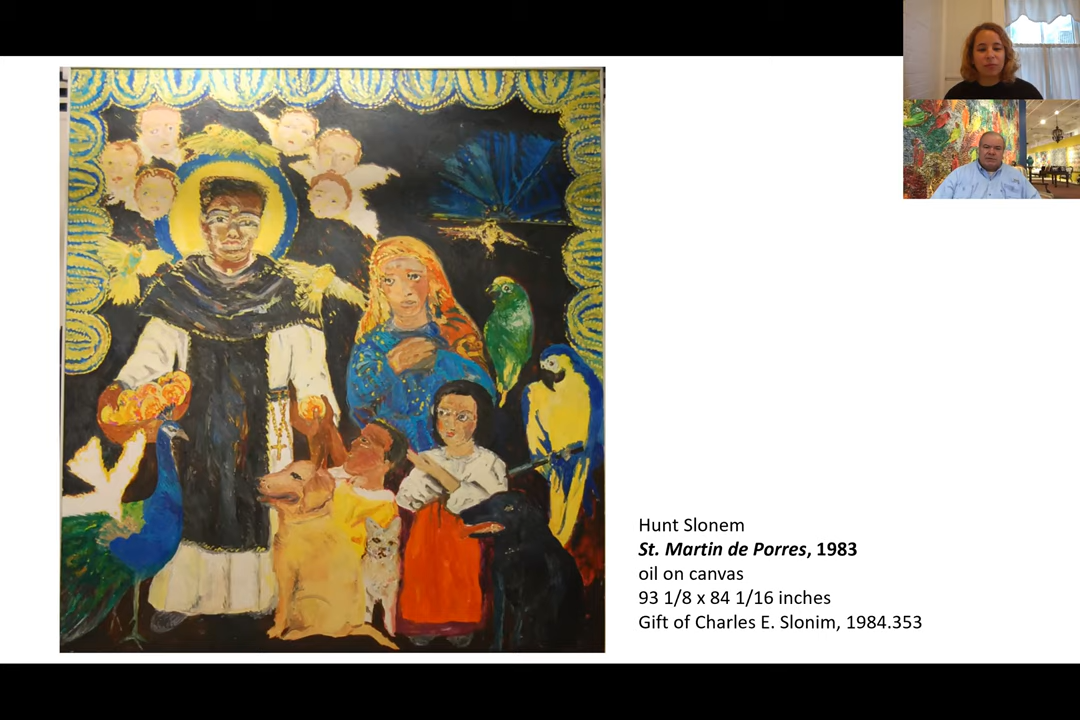 Hunt Slonem
St. Martin de Porres, 1983
oil on canvas
93 1/8 x 84 1/16 inches
Gift of Charles E. Slonim, 1984.353